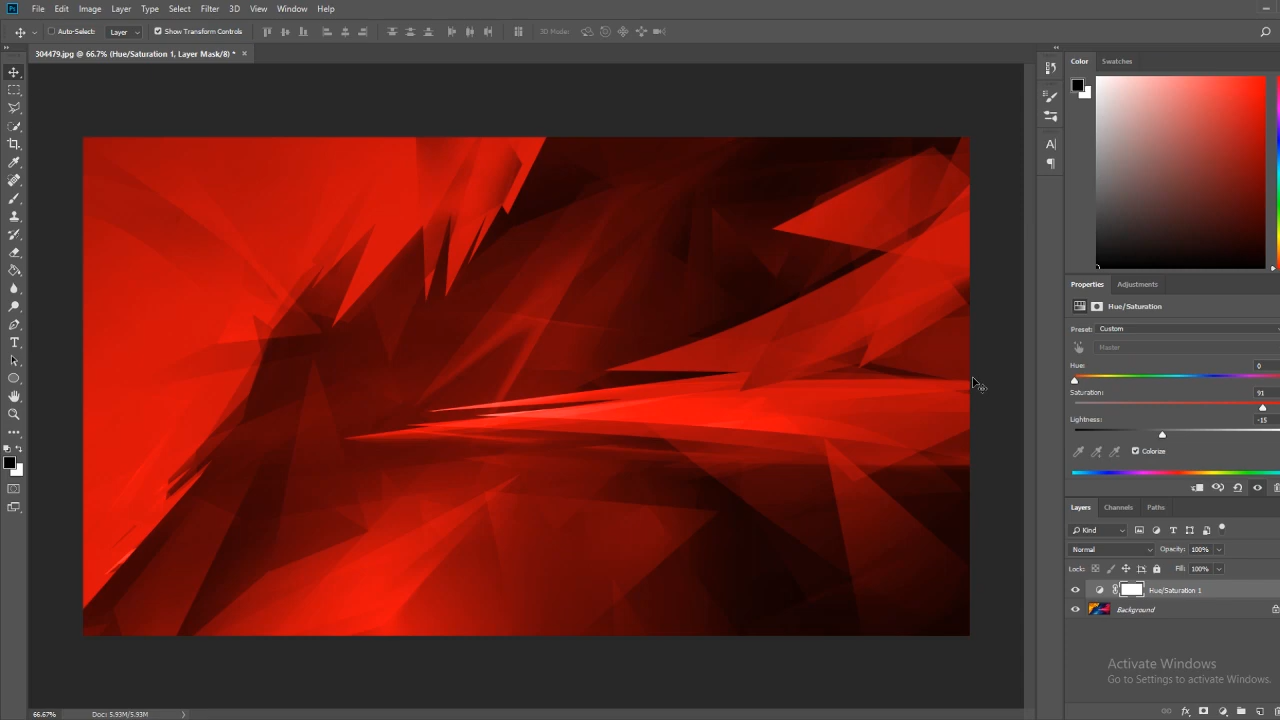 Ps File Edit Image Layer Type Select Filter 3D View Window Help
Auto-Select: Layer Show Transform Controls 3D Mode:
304479.jpg @ 66.7% (Hue/Saturation 1, Layer Mask/8) * ×
Color Swatches
Properties Adjustments
Hue/Saturation
Preset: Custom
Master
Hue: 0
Saturation: 91
Lightness: -15
Colorize
Layers Channels Paths
Kind
Normal Opacity: 100%
Lock: Fill: 100%
Hue/Saturation 1
Background
Activate Windows
Go to Settings to activate Windows.
66.67% Doc: 5.93M/5.93M